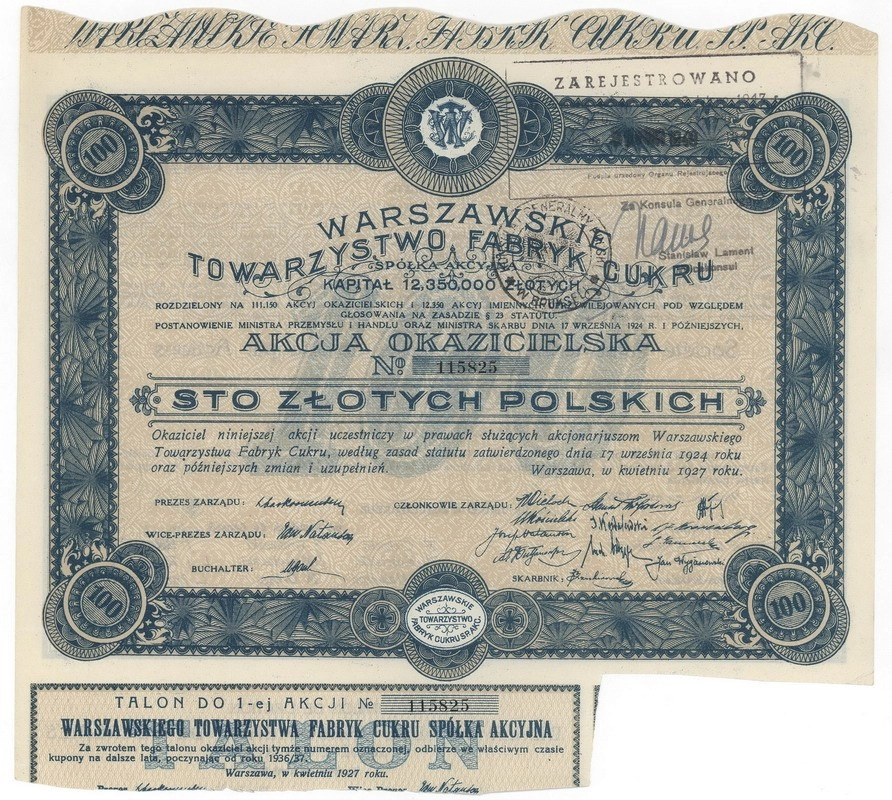 WARSZAWSKIE TOWARZ. FABRYK CUKRU SP. AKC.
ZAREJESTROWANO
100
100
Za Konsula Generalnego
Stanisław Lament
WARSZAWSKIE
TOWARZYSTWO FABRYK CUKRU
SPÓŁKA AKCYJNA
KAPITAŁ 12,350.000 ZŁOTYCH
ROZDZIELONY NA 111.150 AKCYJ OKAZICIELSKICH I 12.350 AKCYJ IMIENNYCH UPRZYWILEJOWANYCH POD WZGLĘDEM
GŁOSOWANIA NA ZASADZIE § 23 STATUTU.
POSTANOWIENIE MINISTRA PRZEMYSŁU I HANDLU ORAZ MINISTRA SKARBU DNIA 17 WRZEŚNIA 1924 R. I PÓŹNIEJSZYCH,
AKCJA OKAZICIELSKA
№ 115825
STO ZŁOTYCH POLSKICH
Okaziciel niniejszej akcji uczestniczy w prawach służących akcjonarjuszom Warszawskiego
Towarzystwa Fabryk Cukru, według zasad statutu zatwierdzonego dnia 17 września 1924 roku
oraz późniejszych zmian i uzupełnień. Warszawa, w kwietniu 1927 roku.
PREZES ZARZĄDU:
CZŁONKOWIE ZARZĄDU:
WICE-PREZES ZARZĄDU:
BUCHALTER:
SKARBNIK:
100
100
WARSZAWSKIE
TOWARZYSTWO
FABRYK CUKRU SP. AKC.
TALON DO 1-ej AKCJI № 115825
WARSZAWSKIEGO TOWARZYSTWA FABRYK CUKRU SPÓŁKA AKCYJNA
TALON
Za zwrotem tego talonu okaziciel akcji tymże numerem oznaczonej, odbierze we właściwym czasie
kupony na dalsze lata, poczynając od roku 1936/37.
Warszawa, w kwietniu 1927 roku.